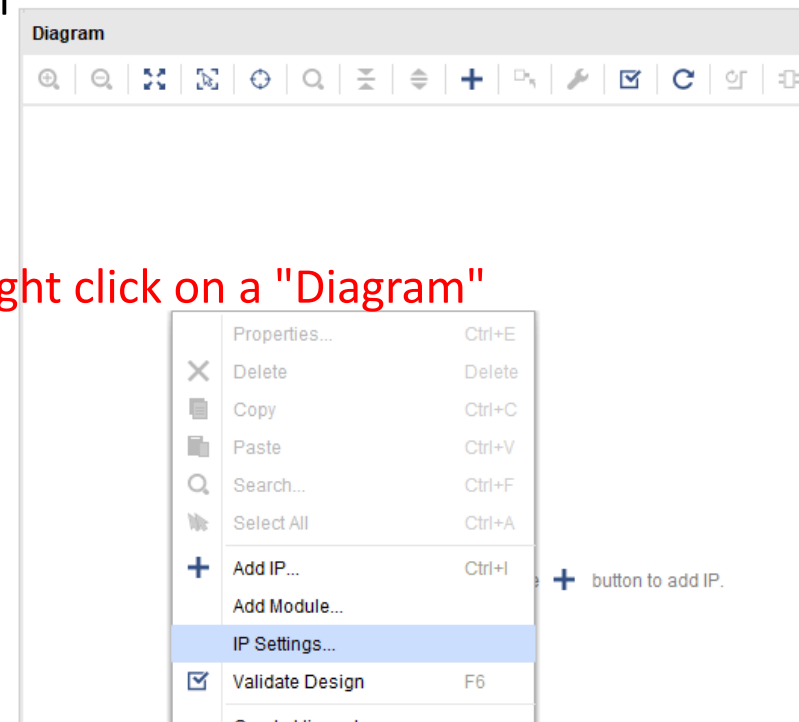 Diagram
ght click on a "Diagram"
Properties... Ctrl+E
Delete Delete
Copy Ctrl+C
Paste Ctrl+V
Search... Ctrl+F
Select All Ctrl+A
Add IP... Ctrl+I
button to add IP.
Add Module...
IP Settings...
Validate Design F6